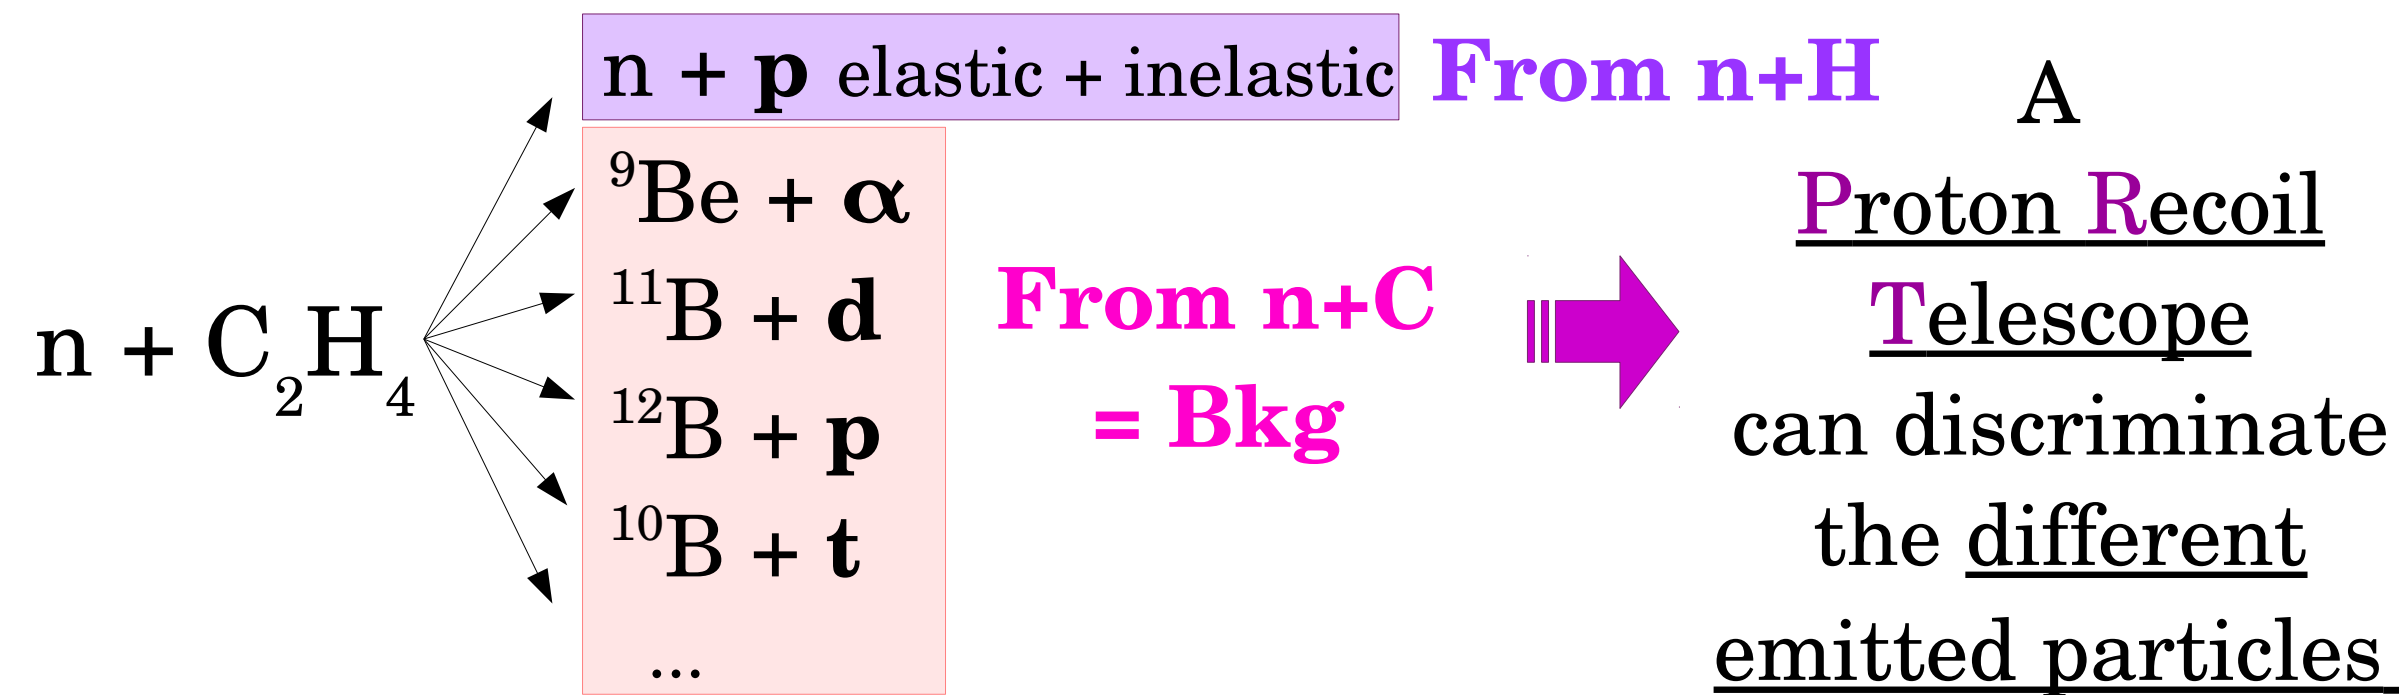 n + C₂H₄
n + p elastic + inelastic
From n+H
⁹Be + α
¹¹B + d
¹²B + p
¹⁰B + t
...
From n+C
= Bkg
A
Proton Recoil
Telescope
can discriminate
the different
emitted particles